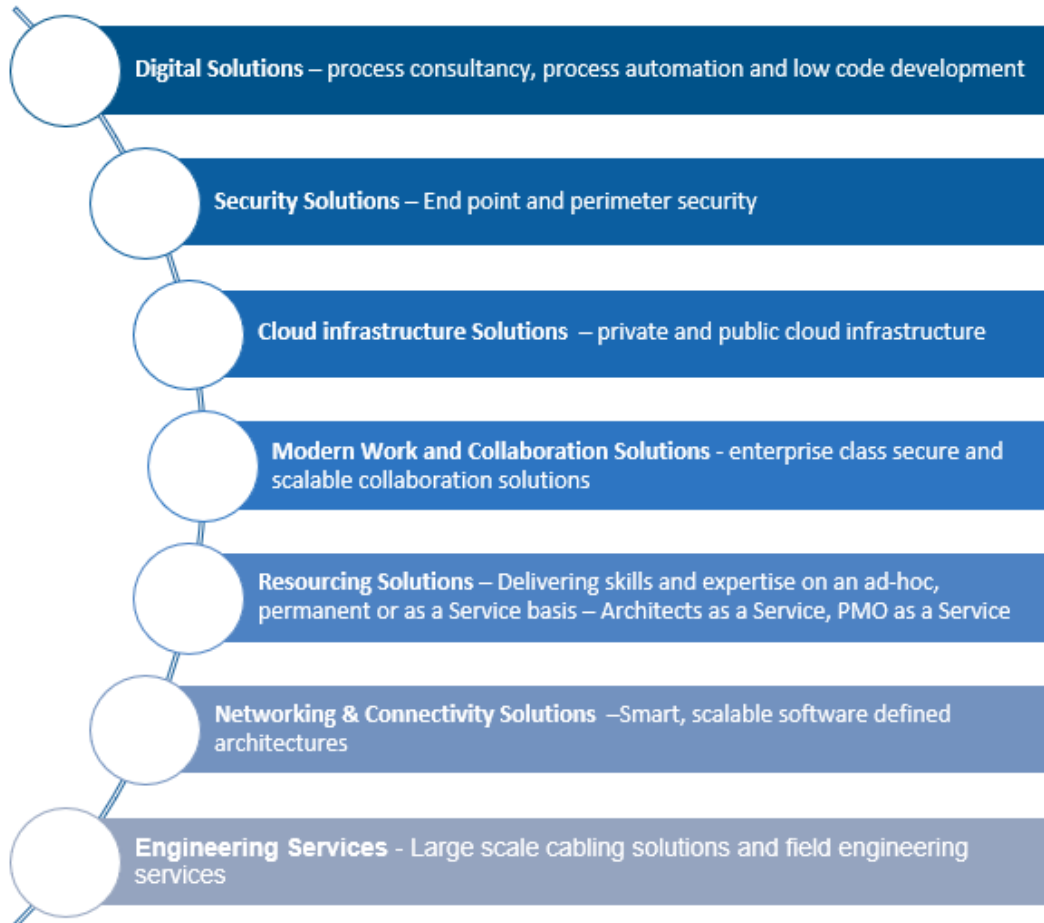 Digital Solutions – process consultancy, process automation and low code development
Security Solutions – End point and perimeter security
Cloud infrastructure Solutions – private and public cloud infrastructure
Modern Work and Collaboration Solutions - enterprise class secure and
scalable collaboration solutions
Resourcing Solutions – Delivering skills and expertise on an ad-hoc,
permanent or as a Service basis – Architects as a Service, PMO as a Service
Networking & Connectivity Solutions –Smart, scalable software defined
architectures
Engineering Services - Large scale cabling solutions and field engineering
services